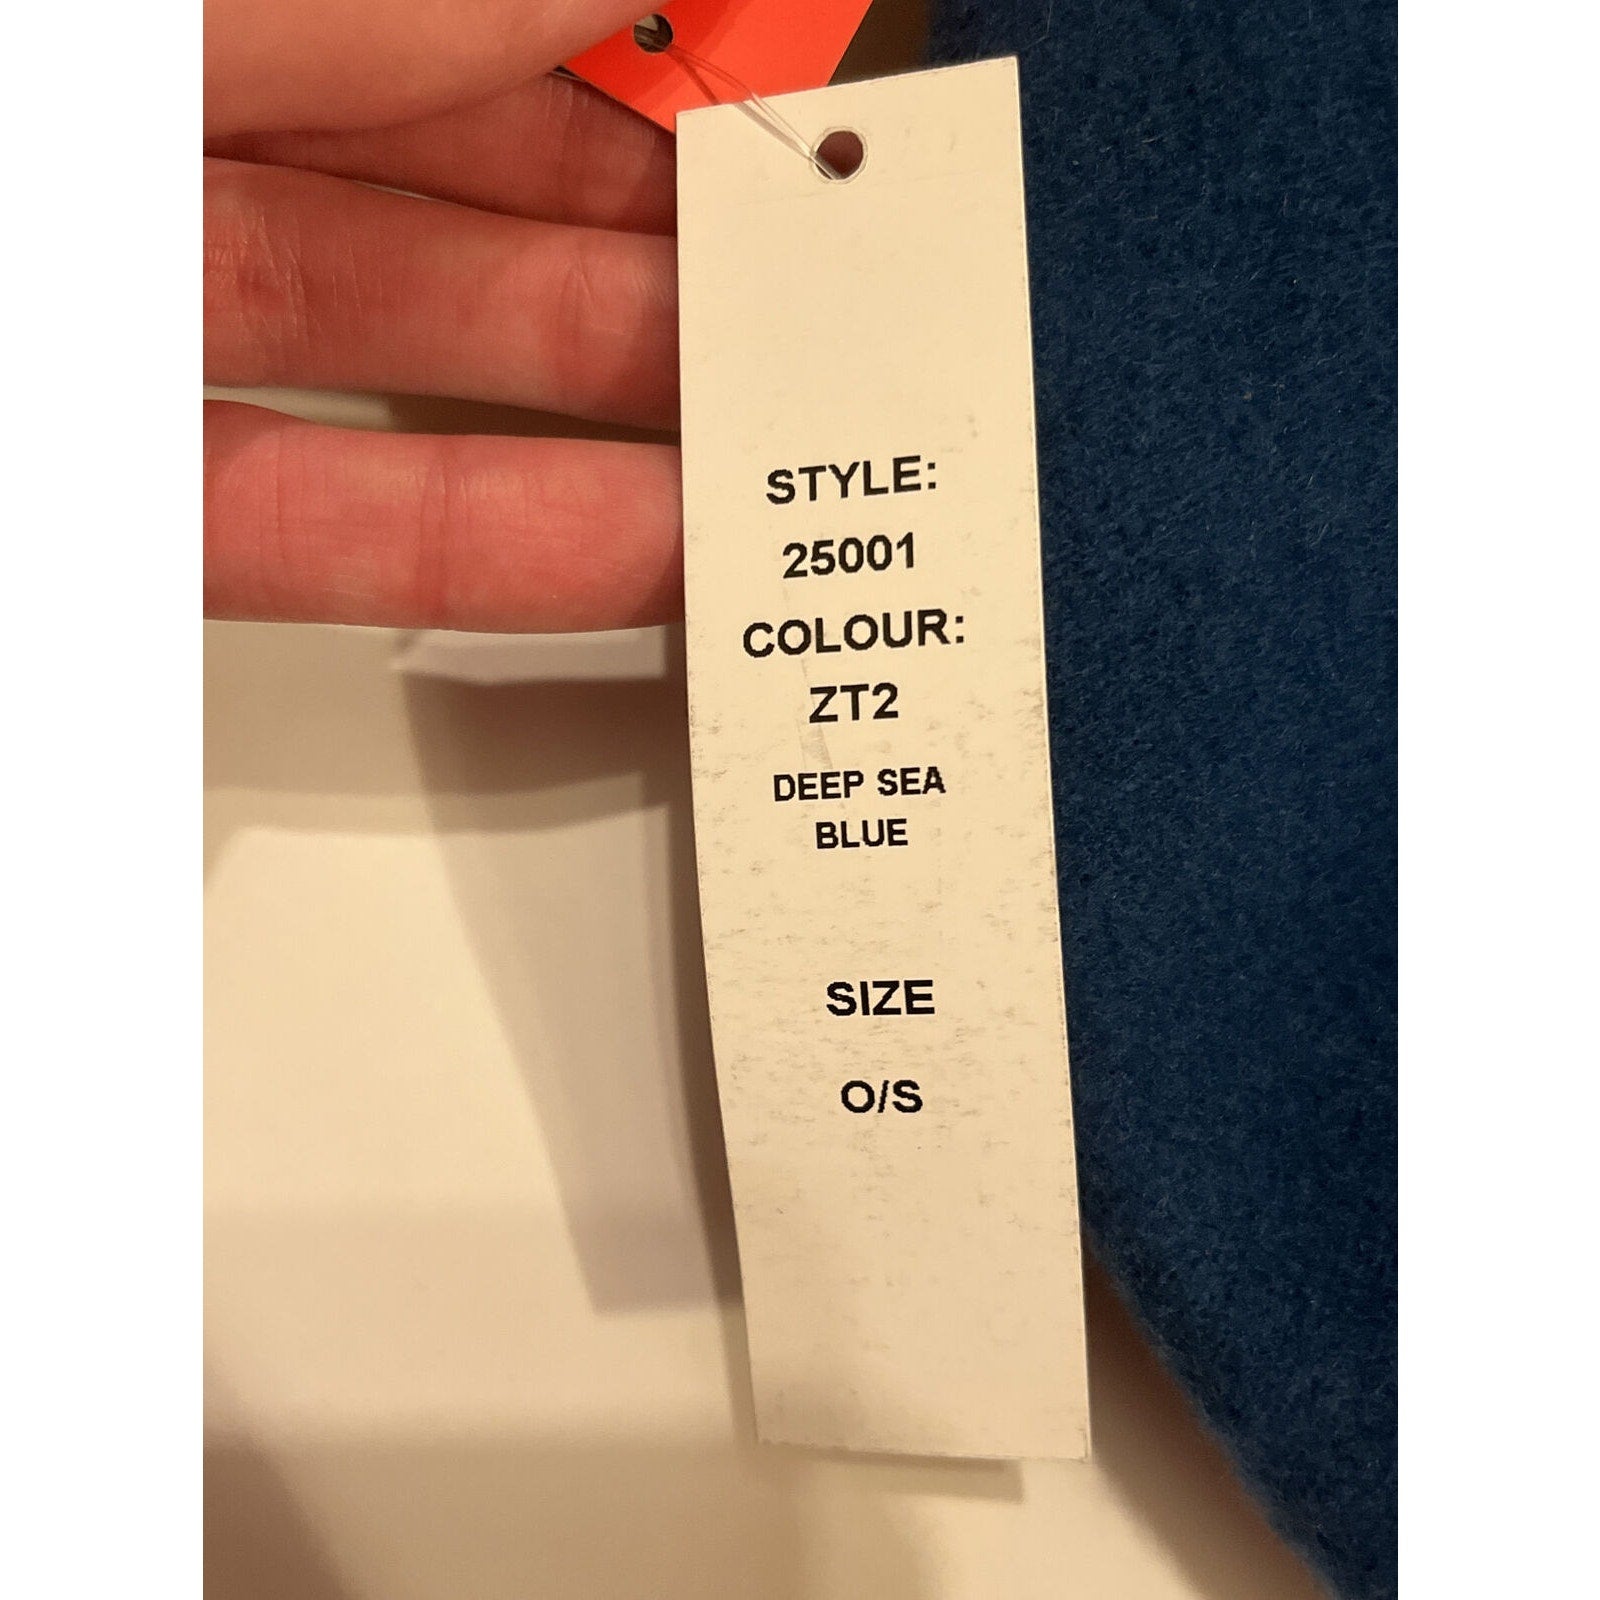 STYLE:
25001
COLOUR:
ZT2
DEEP SEA
BLUE
SIZE
O/S